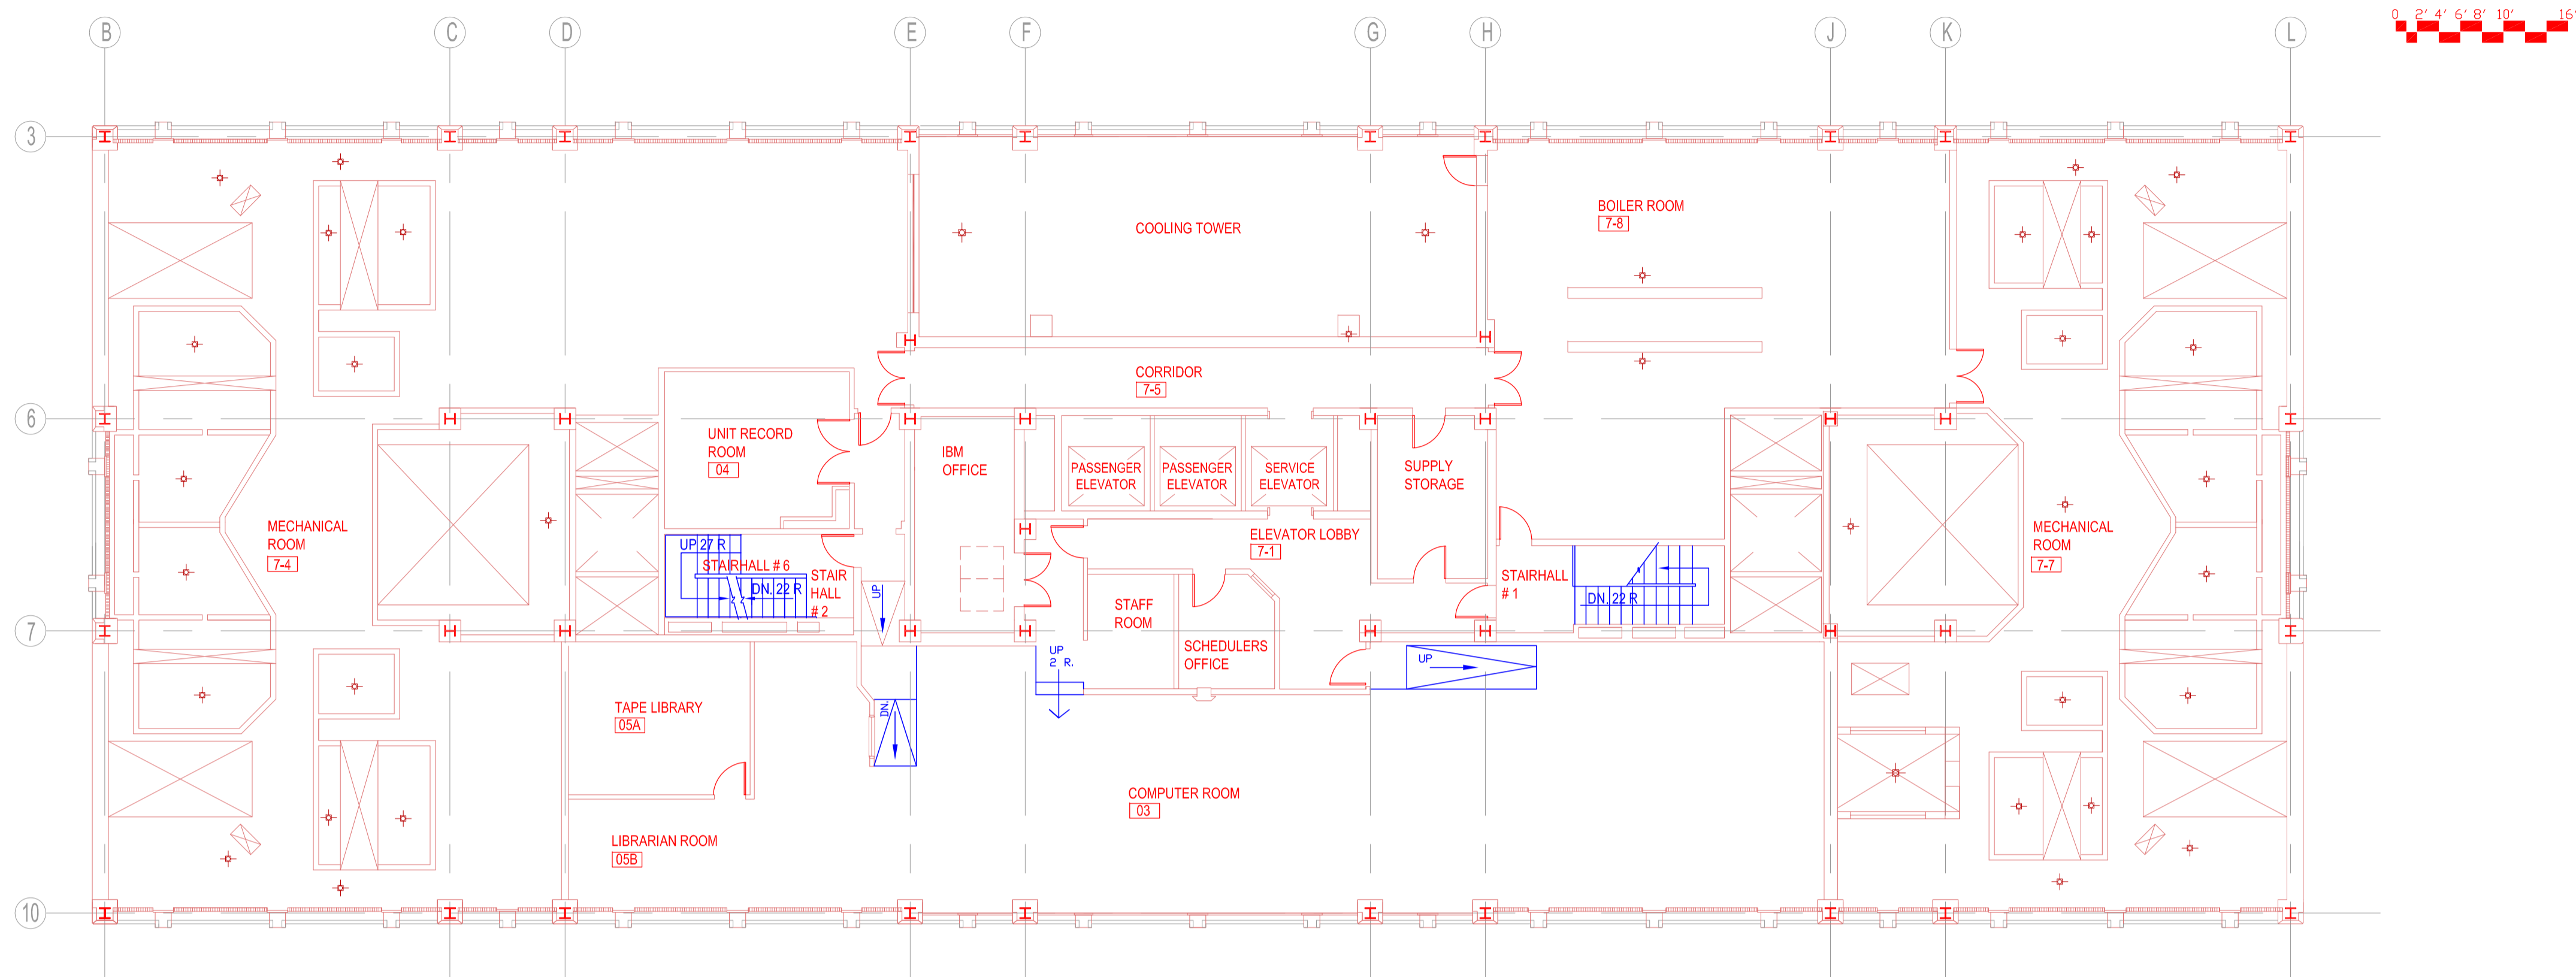 0 2' 4' 6' 8' 10' 16'
B C D E F G H J K L
3
BOILER ROOM
7-8
COOLING TOWER
CORRIDOR
7-5
6
UNIT RECORD
ROOM
04
IBM
OFFICE
PASSENGER
ELEVATOR
PASSENGER
ELEVATOR
SERVICE
ELEVATOR
SUPPLY
STORAGE
MECHANICAL
ROOM
7-4
ELEVATOR LOBBY
7-1
MECHANICAL
ROOM
7-7
UP 27 R
STAIRHALL # 6
DN. 22 R
STAIR
HALL
# 2
UP
STAIRHALL
# 1
DN. 22 R
STAFF
ROOM
7
SCHEDULERS
OFFICE
UP
2 R.
UP
TAPE LIBRARY
05A
DN.
COMPUTER ROOM
03
LIBRARIAN ROOM
05B
10